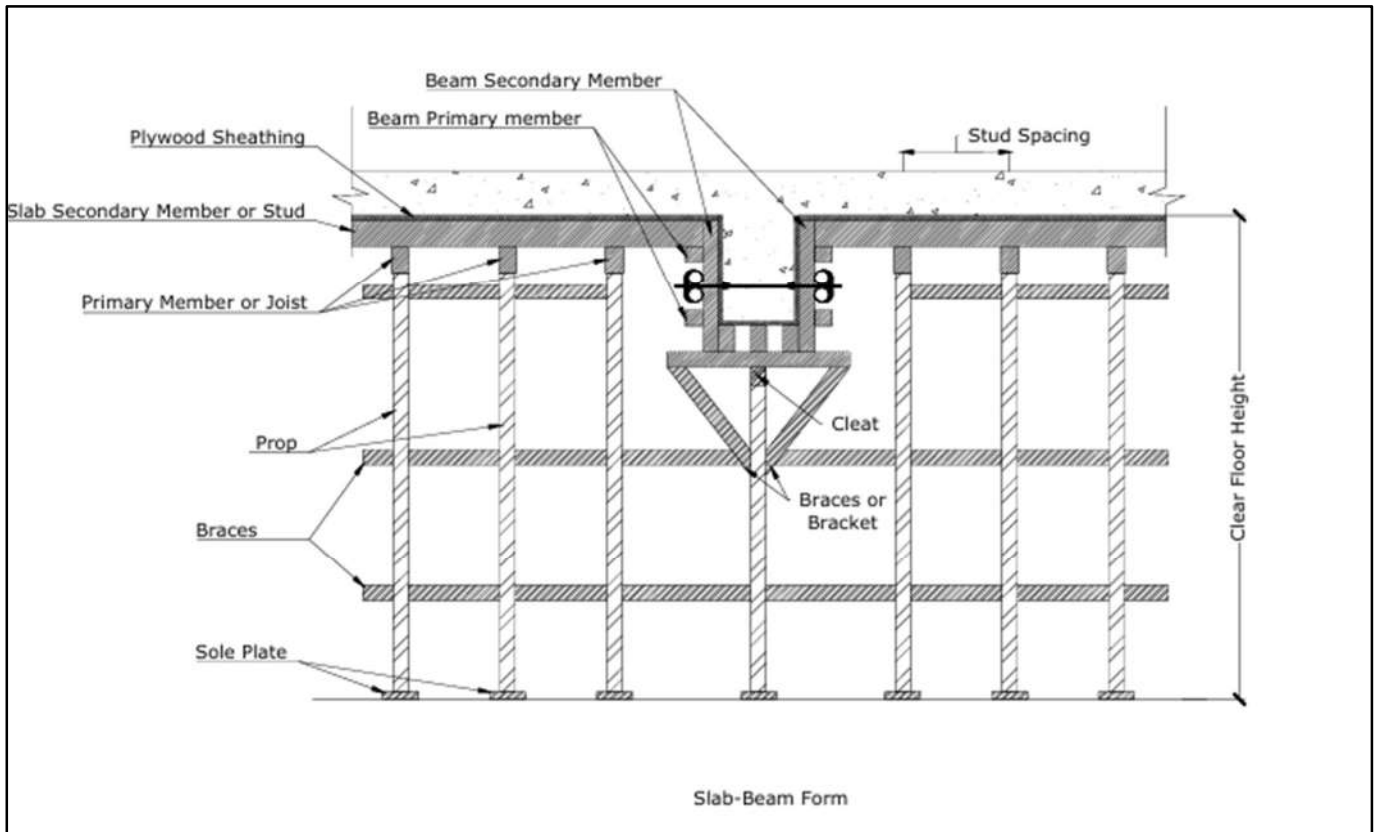 Beam Secondary Member
Beam Primary member
Plywood Sheathing
Stud Spacing
Slab Secondary Member or Stud
Primary Member or Joist
Prop
Cleat
Braces or
Bracket
Braces
Sole Plate
Clear Floor Height
Slab-Beam Form